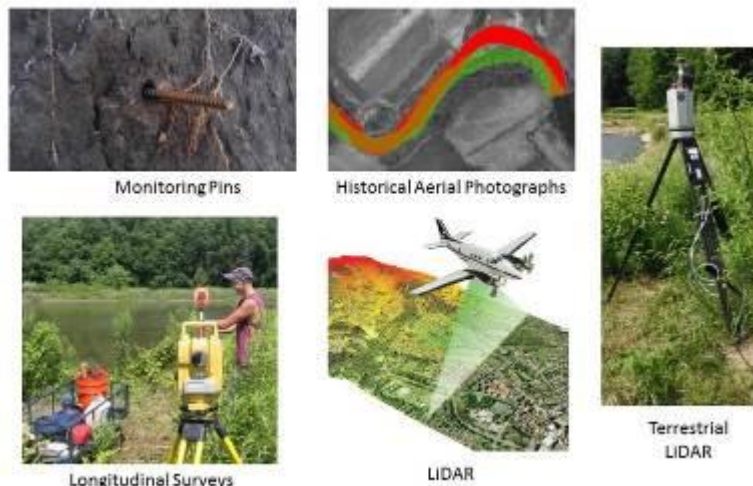 Monitoring Pins
Historical Aerial Photographs
Longitudinal Surveys
LiDAR
Terrestrial
LiDAR